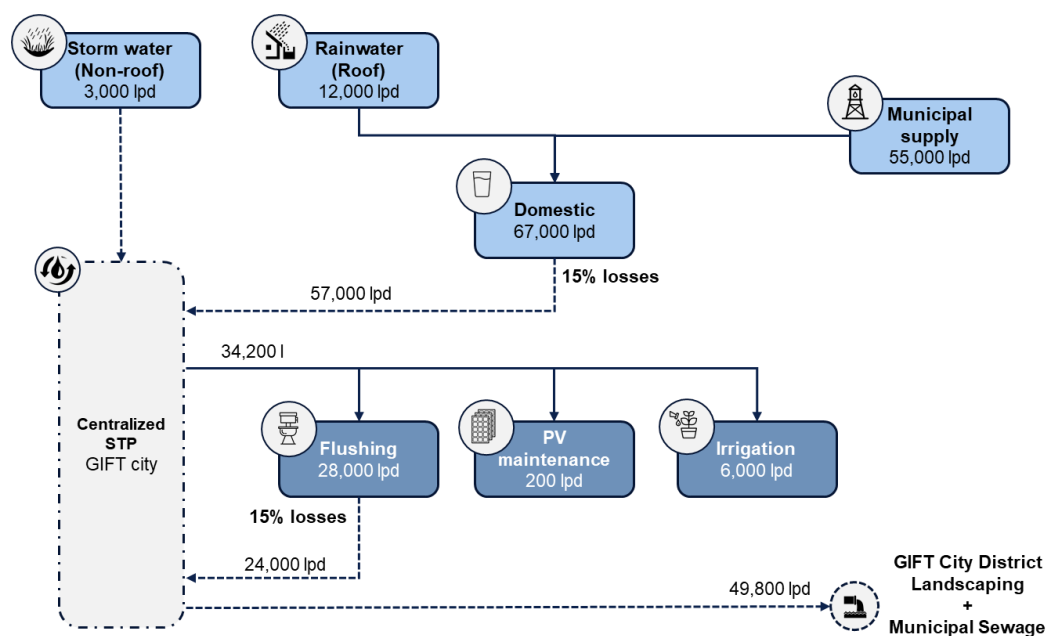 Storm water
(Non-roof)
3,000 lpd
Rainwater
(Roof)
12,000 lpd
Municipal
supply
55,000 lpd
Domestic
67,000 lpd
15% losses
57,000 lpd
34,200 l
Centralized
STP
GIFT city
Flushing
28,000 lpd
PV
maintenance
200 lpd
Irrigation
6,000 lpd
15% losses
24,000 lpd
49,800 lpd
GIFT City District
Landscaping
+
Municipal Sewage